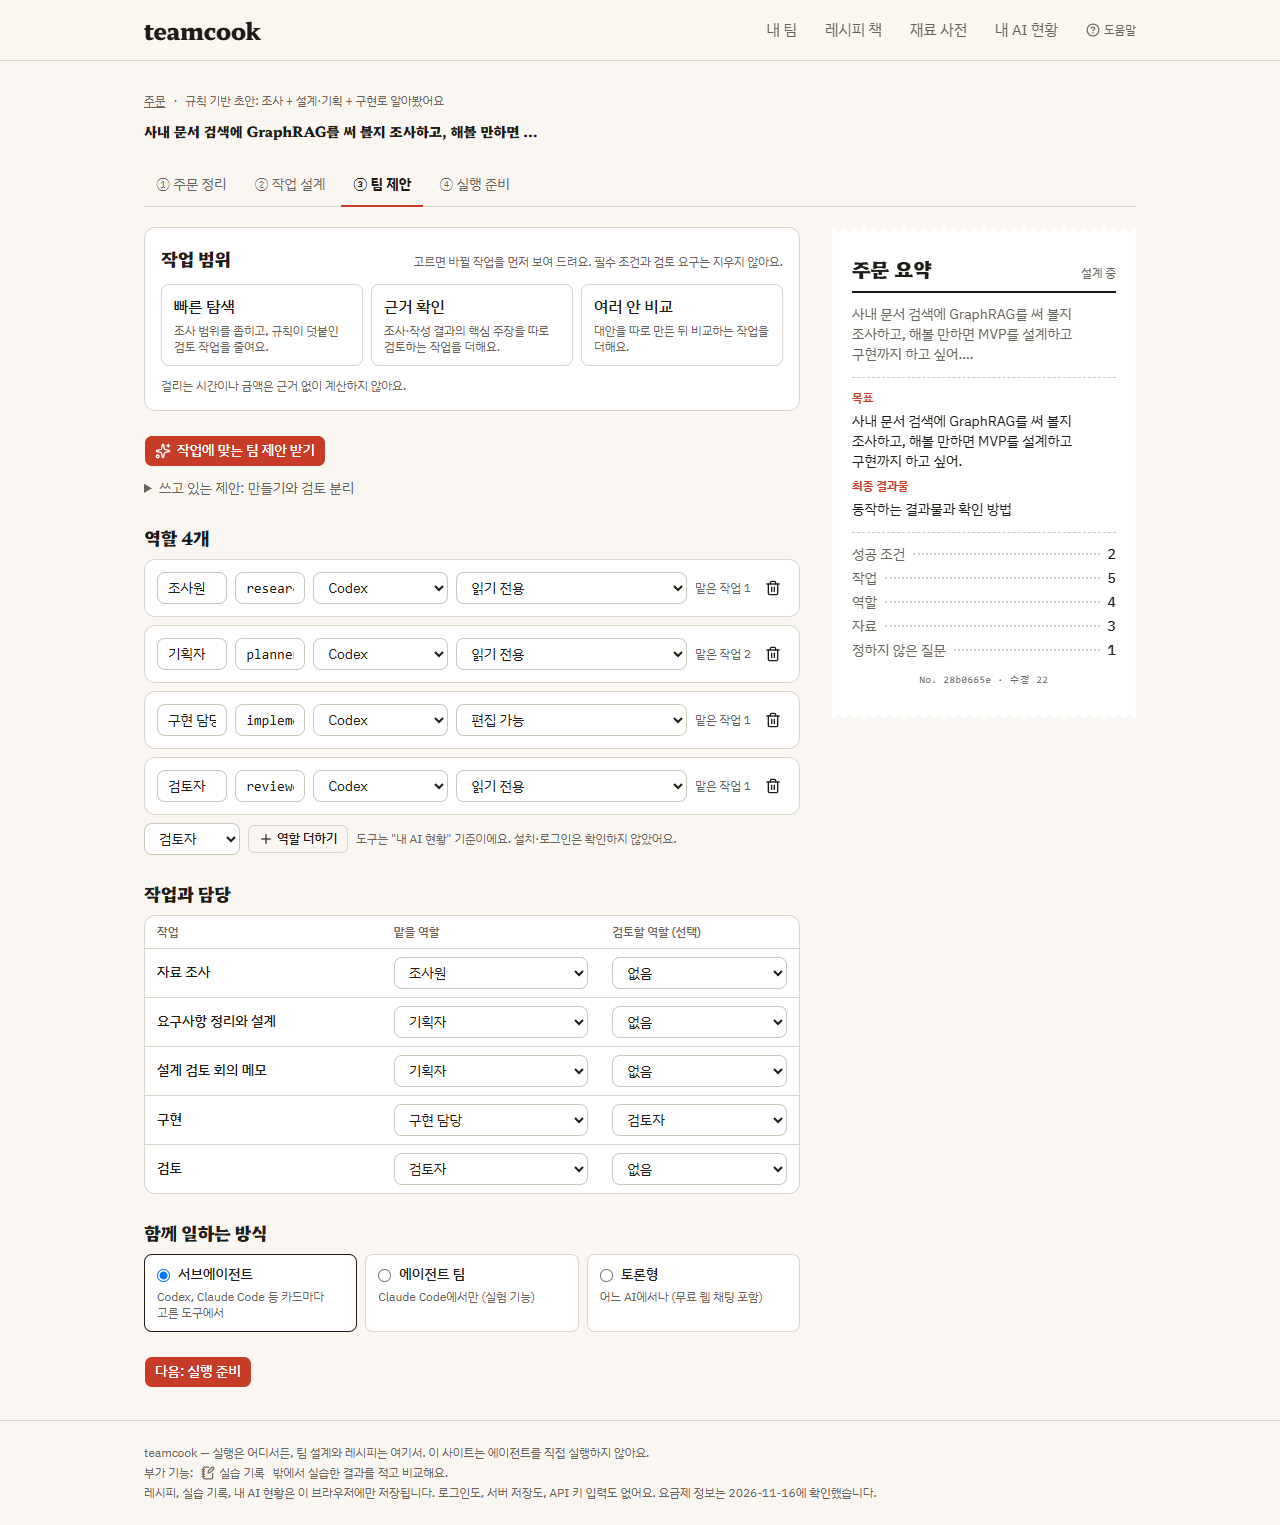 teamcook
내 팀 레시피 책 재료 사전 내 AI 현황 도움말
주문 · 규칙 기반 초안: 조사 + 설계·기획 + 구현로 알아봤어요
사내 문서 검색에 GraphRAG를 써 볼지 조사하고, 해볼 만하면 …
① 주문 정리 ② 작업 설계 ③ 팀 제안 ④ 실행 준비
작업 범위
고르면 바뀔 작업을 먼저 보여 드려요. 필수 조건과 검토 요구는 지우지 않아요.
빠른 탐색
조사 범위를 좁히고, 규칙이 덧붙인
검토 작업을 줄여요.
근거 확인
조사·작성 결과의 핵심 주장을 따로
검토하는 작업을 더해요.
여러 안 비교
대안을 따로 만든 뒤 비교하는 작업을
더해요.
걸리는 시간이나 금액은 근거 없이 계산하지 않아요.
작업에 맞는 팀 제안 받기
쓰고 있는 제안: 만들기와 검토 분리
역할 4개
조사원 resear Codex 읽기 전용 맡은 작업 1
기획자 planne Codex 읽기 전용 맡은 작업 2
구현 담당 implem Codex 편집 가능 맡은 작업 1
검토자 review Codex 읽기 전용 맡은 작업 1
검토자 + 역할 더하기 도구는 "내 AI 현황" 기준이에요. 설치·로그인은 확인하지 않았어요.
작업과 담당
작업 맡을 역할 검토할 역할 (선택)
자료 조사 조사원 없음
요구사항 정리와 설계 기획자 없음
설계 검토 회의 메모 기획자 없음
구현 구현 담당 검토자
검토 검토자 없음
함께 일하는 방식
서브에이전트
Codex, Claude Code 등 카드마다
고른 도구에서
에이전트 팀
Claude Code에서만 (실험 기능)
토론형
어느 AI에서나 (무료 웹 채팅 포함)
다음: 실행 준비
주문 요약 설계 중
사내 문서 검색에 GraphRAG를 써 볼지
조사하고, 해볼 만하면 MVP를 설계하고
구현까지 하고 싶어.…
목표
사내 문서 검색에 GraphRAG를 써 볼지
조사하고, 해볼 만하면 MVP를 설계하고
구현까지 하고 싶어.
최종 결과물
동작하는 결과물과 확인 방법
성공 조건 2
작업 5
역할 4
자료 3
정하지 않은 질문 1
No. 28b0665e · 수정 22
teamcook — 실행은 어디서든, 팀 설계와 레시피는 여기서. 이 사이트는 에이전트를 직접 실행하지 않아요.
부가 기능: 실습 기록 밖에서 실습한 결과를 적고 비교해요.
레시피, 실습 기록, 내 AI 현황은 이 브라우저에만 저장됩니다. 로그인도, 서버 저장도, API 키 입력도 없어요. 요금제 정보는 2026-11-16에 확인했습니다.